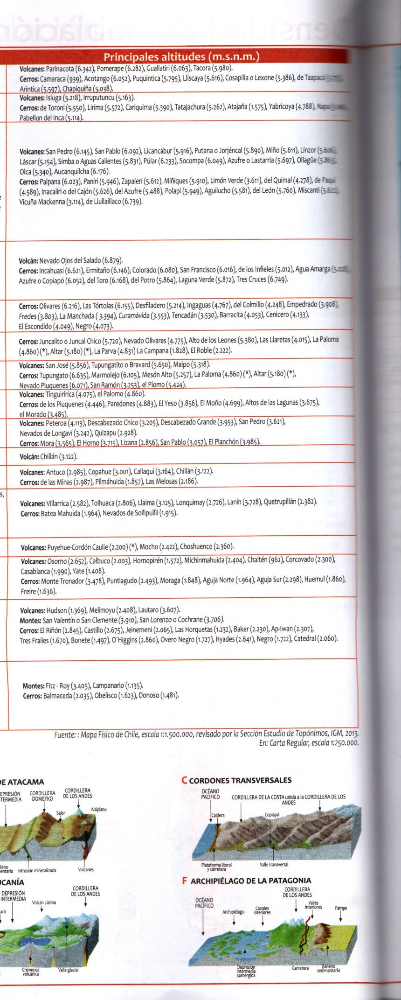 Principales altitudes (m.s.n.m.)
Volcanes: Parinacota (6.342), Pomerape (6.282), Guallatiri (6.063), Tacora (5.980).
Cerros: Camaraca (939), Acotango (6.052), Puquintica (5.795), Lliscaya (5.616), Cosapilla o Lexone (5.386), de Taapacá
Arintica (5.597), Chapiquiña (5.038).
Volcanes: Isluga (5.218), Irruputuncu (5.163).
Cerros: de Toroni (5.550), Lirima (5.572), Cariquima (5.390), Tatajachura (5.262), Atajaña (1.575), Yabricoya (4.788),
Pabellon del Inca (5.114).
Volcanes: San Pedro (6.145), San Pablo (6.092), Licancábur (5.916), Putana o Jorjéncal (5.890), Miño (5.611), Línzor
Láscar (5.154), Simba o Aguas Calientes (5.831), Púlar (6.233), Socompa (6.049), Azufre o Lastarria (5.697), Ollagüe
Olca (5.340), Aucanquilcha (6.176).
Cerros: Palpana (6.023), Paniri (5.946), Zapaleri (5.612), Miñiques (5.910), Limón Verde (3.611), del Quimal (4.278), de
(4.589), Inacaliri o del Cajón (5.626), del Azufre (5.488), Polapi (5.949), Aguilucho (5.581), del León (5.760), Miscanti
Vicuña Mackenna (3.114), de Llullaillaco (6.739).
Volcán: Nevado Ojos del Salado (6.879).
Cerros: Incahuasi (6.621), Ermitaño (6.146), Colorado (6.080), San Francisco (6.016), de los Infieles (5.012), Agua Amarga
Azufre o Copiapó (6.052), del Toro (6.168), del Potro (5.864), Laguna Verde (5.872), Tres Cruces (6.749).
Cerros: Olivares (6.216), Las Tórtolas (6.155), Desfiladero (5.214), Ingaguas (4.767), del Colmillo (4.248), Empedrado (3.908),
Fredes (3.803), La Manchada ( 3.394), Curamávida (3.553), Tencadán (3.530), Barracita (4.053), Cenicero (4.133),
El Escondido (4.049), Negro (4.073).
Cerros: Juncalito o Juncal Chico (5.720), Nevado Olivares (4.775), Alto de los Leones (5.380), Las Llaretas (4.015), La Paloma
(4.860) (*), Altar (5.180) (*), La Parva (4.831) La Campana (1.828), El Roble (2.222).
Volcanes: San José (5.856), Tupungatito o Bravard (5.650), Maipo (5.318).
Cerros: Tupungato (6.635), Marmolejo (6.105), Mesón Alto (5.257), La Paloma (4.860) (*), Altar (5.180) (*),
Nevado Piuquenes (6.071), San Ramón (3.253), el Plomo (5.424).
Volcanes: Tinguiririca (4.075), el Palomo (4.860).
Cerros: de los Piuquenes (4.446), Paredones (4.883), El Yeso (3.856), El Moño (4.699), Altos de las Lagunas (3.675),
el Morado (3.485).
Volcanes: Peteroa (4.113), Descabezado Chico (3.205), Descabezado Grande (3.953), San Pedro (3.621),
Nevados de Longaví (3.242), Quizapu (2.928).
Cerros: Mora (3.565), El Horno (3.715), Lizana (2.856), San Pablo (3.057), El Planchón (3.985).
Volcán: Chillán (3.122).
Volcanes: Antuco (2.985), Copahue (3.001), Callaqui (3.164), Chillán (3.122).
Cerros: de las Minas (2.987), Pilmáhuida (1.857), Las Melosas (2.186).
s,
Volcanes: Villarrica (2.582), Tolhuaca (2.806), Llaima (3.125), Lonquimay (2.726), Lanín (3.728), Quetrupillán (2.382).
Cerros: Batea Mahuida (1.964), Nevados de Sollipullli (1.915).
Volcanes: Puyehue-Cordón Caulle (2.200) (*), Mocho (2.422), Choshuenco (2.360).
Volcanes: Osorno (2.652), Calbuco (2.003), Hornopirén (1.572), Michinmahuida (2.404), Chaitén (962), Corcovado (2.300),
Casablanca (1.990), Yate (1.408).
Cerros: Monte Tronador (3.478), Puntiagudo (2.493), Moraga (1.848), Aguja Norte (1.964), Aguja Sur (2.298), Huemul (1.860),
Freire (1.636).
Volcanes: Hudson (1.369), Melimoyu (2.408), Lautaro (3.607).
Montes: San Valentín o San Clemente (3.910), San Lorenzo o Cochrane (3.706).
Cerros: El Riñón (2.845), Castillo (2.675), Jeinemeni (2.065), Las Horquetas (1.232), Baker (2.230), Ap-Iwan (2.307),
Tres Frailes (1.670), Bonete (1.497), O´Higgins (2.860), Overo Negro (1.727), Hyades (2.641), Negro (1.722), Catedral (2.060).
Montes: Fitz - Roy (3.405), Campanario (1.135).
Cerros: Balmaceda (2.035), Obelisco (1.623), Donoso (1.481).
Fuente: : Mapa Físico de Chile, escala 1:1.500.000, revisado por la Sección Estudio de Topónimos, IGM, 2013.
En: Carta Regular, escala 1:250.000.
DE ATACAMA
EPRESIÓN
TERMEDIA
CORDILLERA
DOMEYKO
CORDILLERA
DE LOS ANDES
Salar
Altiplano
lleno
entario
Intrusión mineralizada
Volcanes
C CORDONES TRANSVERSALES
OCÉANO
PACÍFICO
CORDILLERA DE LA COSTA unida a la CORDILLERA DE LOS
ANDES
Caldera
Copiapó
Plataforma litoral
y carretera
Valle transversal
UCANÍA
DEPRESIÓN
INTERMEDIA
CORDILLERA
DE LOS ANDES
Volcán Llaima
uco
Chimenea
volcánica
Valle glacial
F ARCHIPIÉLAGO DE LA PATAGONIA
CORDILLERA
DE LOS ANDES
OCÉANO
PACÍFICO
Archipiélago
Canales
interiores
Valles
interiores
Pampa
Depresión
intermedia
sumergida
Carretera
Relleno
sedimentario